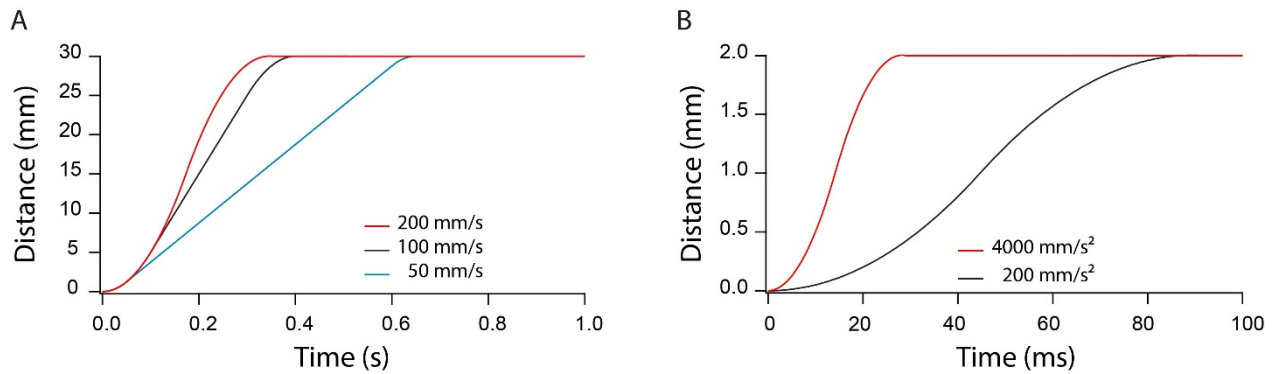 A
Distance (mm)
30
25
20
15
10
5
0
200 mm/s
100 mm/s
50 mm/s
0.0 0.2 0.4 0.6 0.8 1.0
Time (s)
B
Distance (mm)
2.0
1.5
1.0
0.5
0.0
4000 mm/s²
200 mm/s²
0 20 40 60 80 100
Time (ms)